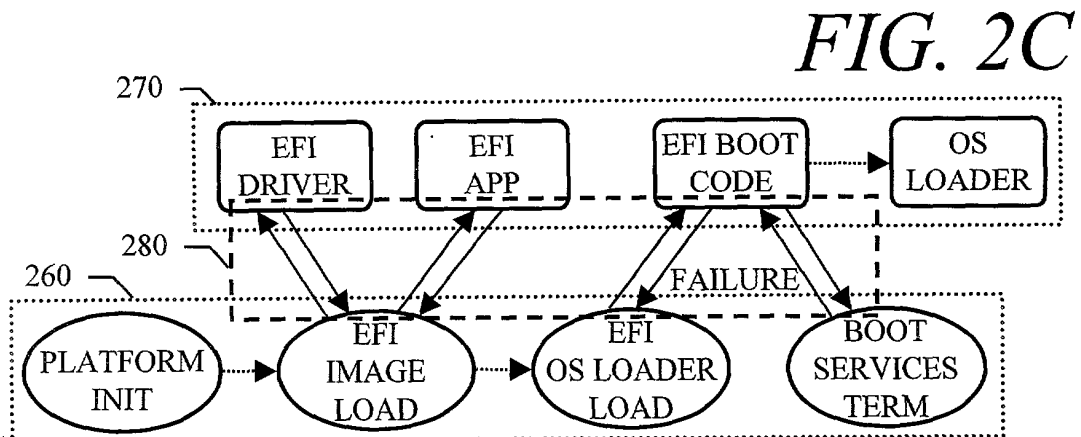 FIG. 2C
270
EFI
DRIVER
EFI
APP
EFI BOOT
CODE
OS
LOADER
280
260
FAILURE
PLATFORM
INIT
EFI
IMAGE
LOAD
EFI
OS LOADER
LOAD
BOOT
SERVICES
TERM